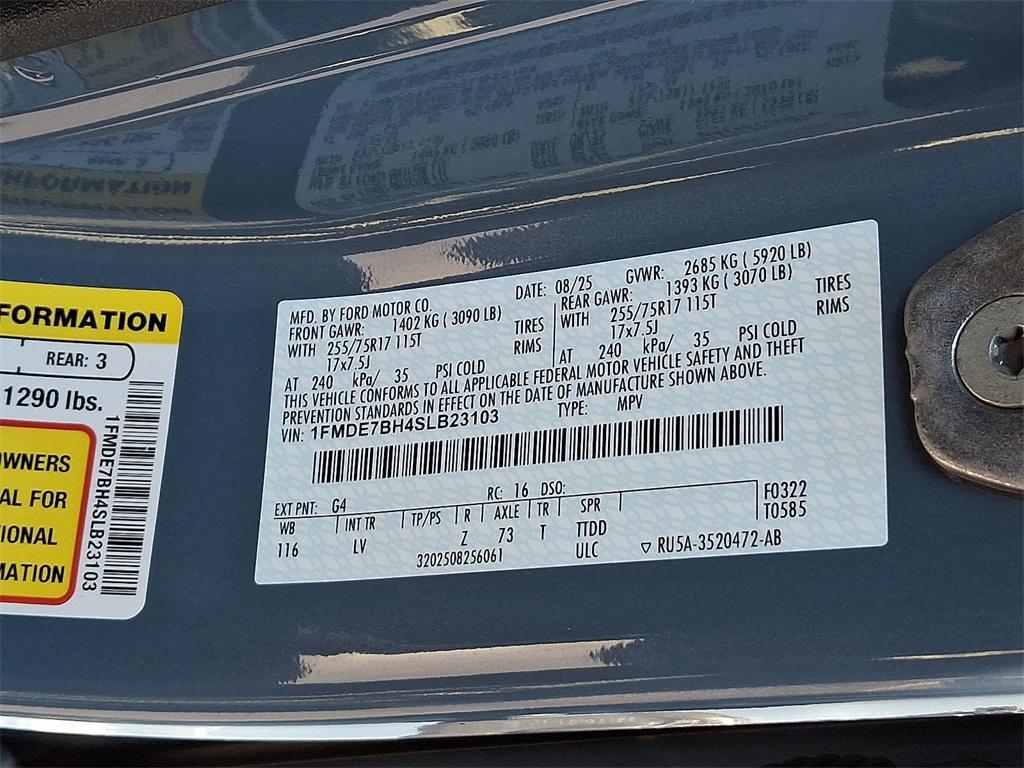 FORMATION
REAR: 3
1290 lbs.
OWNERS
AL FOR
IONAL
MATION
1FMDE7BH4SLB23103
MFD. BY FORD MOTOR CO.
DATE: 08/25
GVWR: 2685 KG ( 5920 LB)
FRONT GAWR: 1402 KG ( 3090 LB)
REAR GAWR: 1393 KG ( 3070 LB)
WITH 255/75R17 115T TIRES
WITH 255/75R17 115T TIRES
17x7.5J RIMS
17x7.5J RIMS
AT 240 kPa/ 35 PSI COLD
AT 240 kPa/ 35 PSI COLD
THIS VEHICLE CONFORMS TO ALL APPLICABLE FEDERAL MOTOR VEHICLE SAFETY AND THEFT
PREVENTION STANDARDS IN EFFECT ON THE DATE OF MANUFACTURE SHOWN ABOVE.
VIN: 1FMDE7BH4SLB23103
TYPE: MPV
EXT PNT: G4 RC: 16 DSO:
WB INT TR TP/PS R AXLE TR SPR
116 LV Z 73 T TTDD
3202508256061 ULC
F0322
T0585
▽ RU5A-3520472-AB